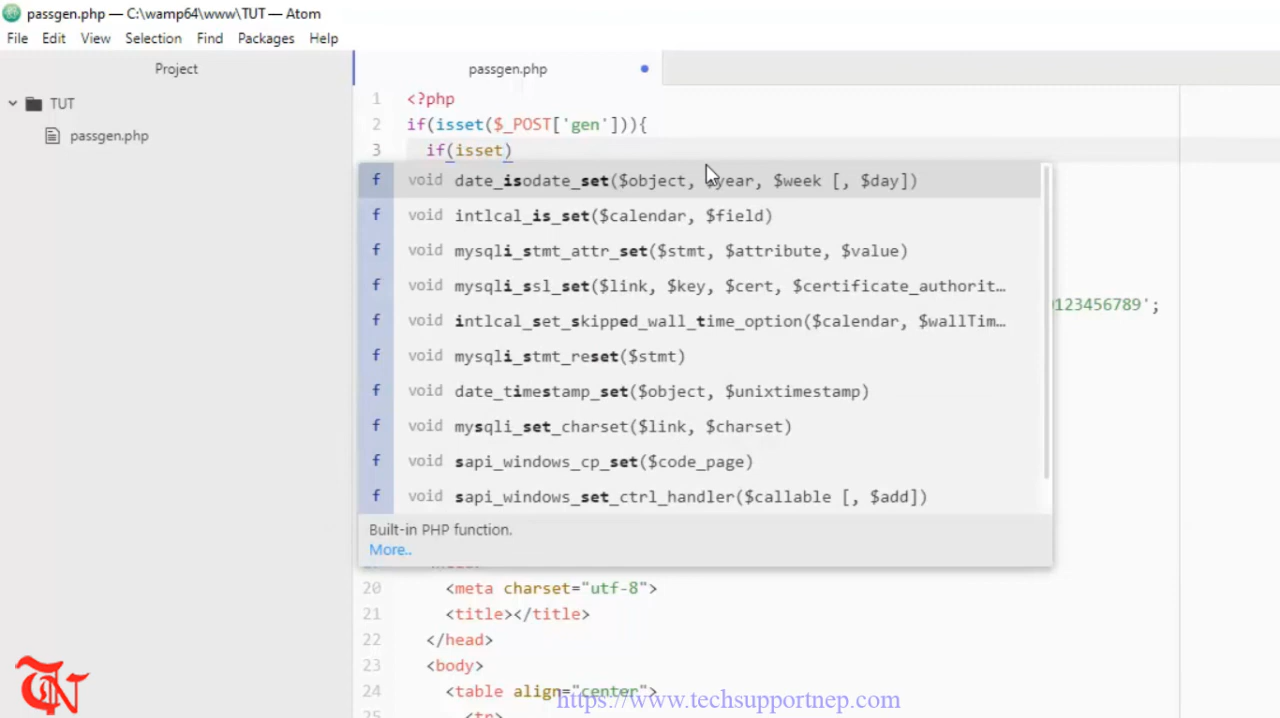 passgen.php — C:\wamp64\www\TUT — Atom
File Edit View Selection Find Packages Help
Project
passgen.php
TUT
passgen.php
1 <?php
2 if(isset($_POST['gen'])){
3 if(isset)
f void date_isodate_set($object, $year, $week [, $day])
f void intlcal_is_set($calendar, $field)
f void mysqli_stmt_attr_set($stmt, $attribute, $value)
f void mysqli_ssl_set($link, $key, $cert, $certificate_authorit…
0123456789';
f void intlcal_set_skipped_wall_time_option($calendar, $wallTim…
f void mysqli_stmt_reset($stmt)
f void date_timestamp_set($object, $unixtimestamp)
f void mysqli_set_charset($link, $charset)
f void sapi_windows_cp_set($code_page)
f void sapi_windows_set_ctrl_handler($callable [, $add])
Built-in PHP function.
More..
20 <meta charset="utf-8">
21 <title></title>
22 </head>
23 <body>
24 <table align="center">
25 <tr>
TN
https://www.techsupportnep.com